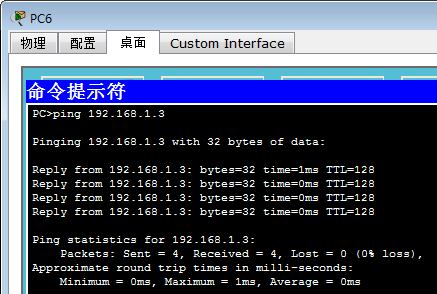 PC6
物理 配置 桌面 Custom Interface
命令提示符
PC>ping 192.168.1.3
Pinging 192.168.1.3 with 32 bytes of data:
Reply from 192.168.1.3: bytes=32 time=1ms TTL=128
Reply from 192.168.1.3: bytes=32 time=0ms TTL=128
Reply from 192.168.1.3: bytes=32 time=0ms TTL=128
Reply from 192.168.1.3: bytes=32 time=0ms TTL=128
Ping statistics for 192.168.1.3:
Packets: Sent = 4, Received = 4, Lost = 0 (0% loss),
Approximate round trip times in milli-seconds:
Minimum = 0ms, Maximum = 1ms, Average = 0ms